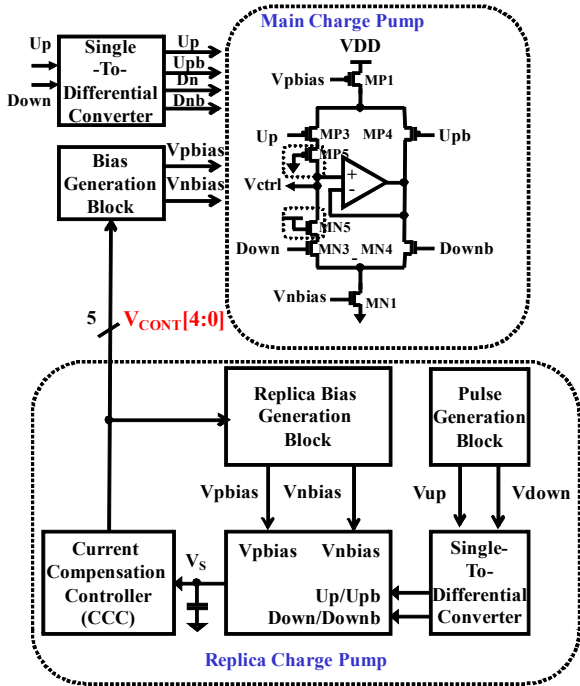 Main Charge Pump
Up
Down
Single
-To-
Differential
Converter
Up
Upb
Dn
Dnb
Bias
Generation
Block
Vpbias
Vnbias
VDD
Vpbias
MP1
Up
MP3
MP4
Upb
MP5
Vctrl
+
-
MN5
Down
MN3
MN4
Downb
-
Vnbias
MN1
5
VCONT[4:0]
Replica Bias
Generation
Block
Pulse
Generation
Block
Vpbias
Vnbias
Vup
Vdown
Current
Compensation
Controller
(CCC)
VS
Vpbias
Vnbias
Up/Upb
Down/Downb
Single-
To-
Differential
Converter
Replica Charge Pump